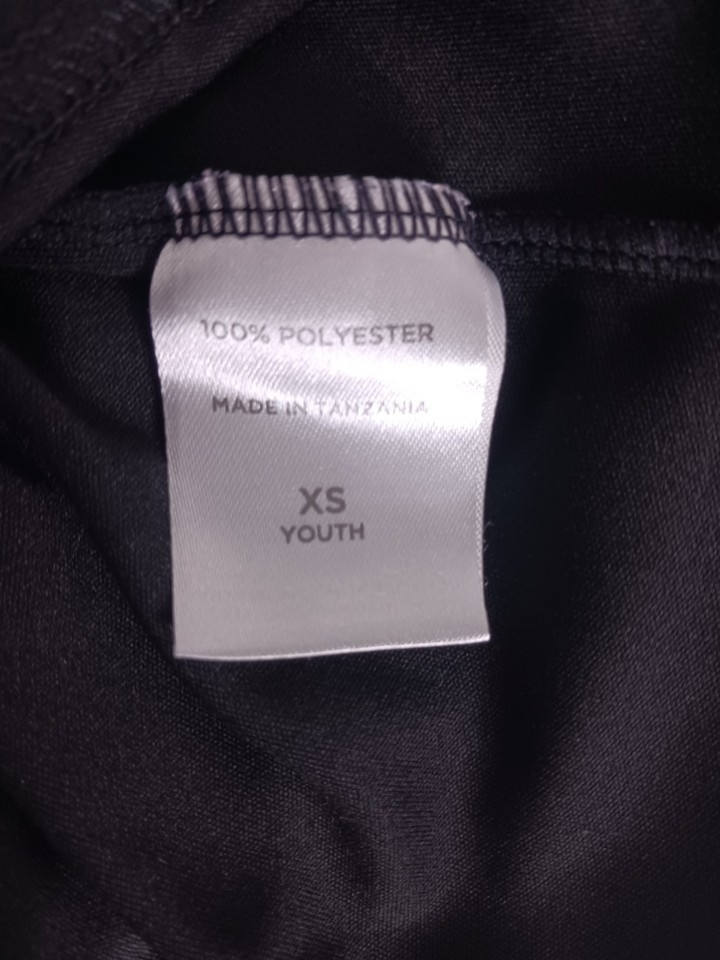 100% POLYESTER
MADE IN TANZANIA
XS
YOUTH